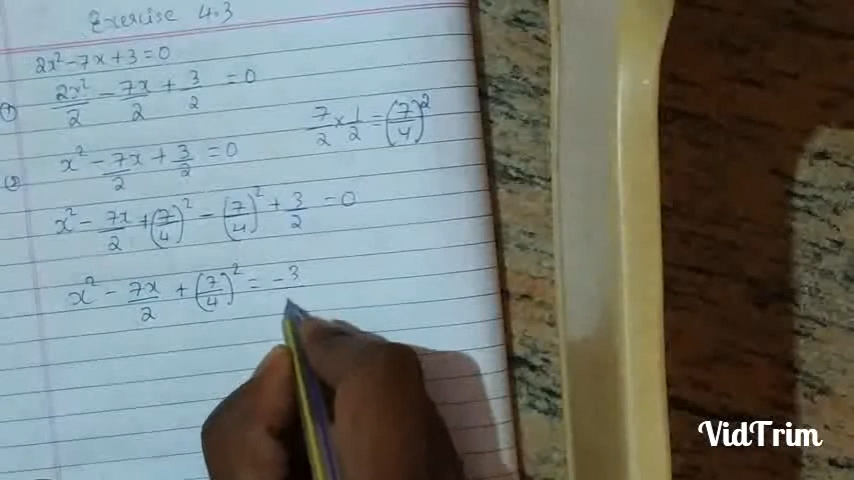 Exercise 4.3
2x² - 7x + 3 = 0
① 2x²/2 - 7x/2 + 3/2 = 0
7/2 × 1/2 = (7/4)²
② x² - 7x/2 + 3/2 = 0
x² - 7x/2 + (7/4)² - (7/4)² + 3/2 = 0
x² - 7x/2 + (7/4)² = -3
VidTrim